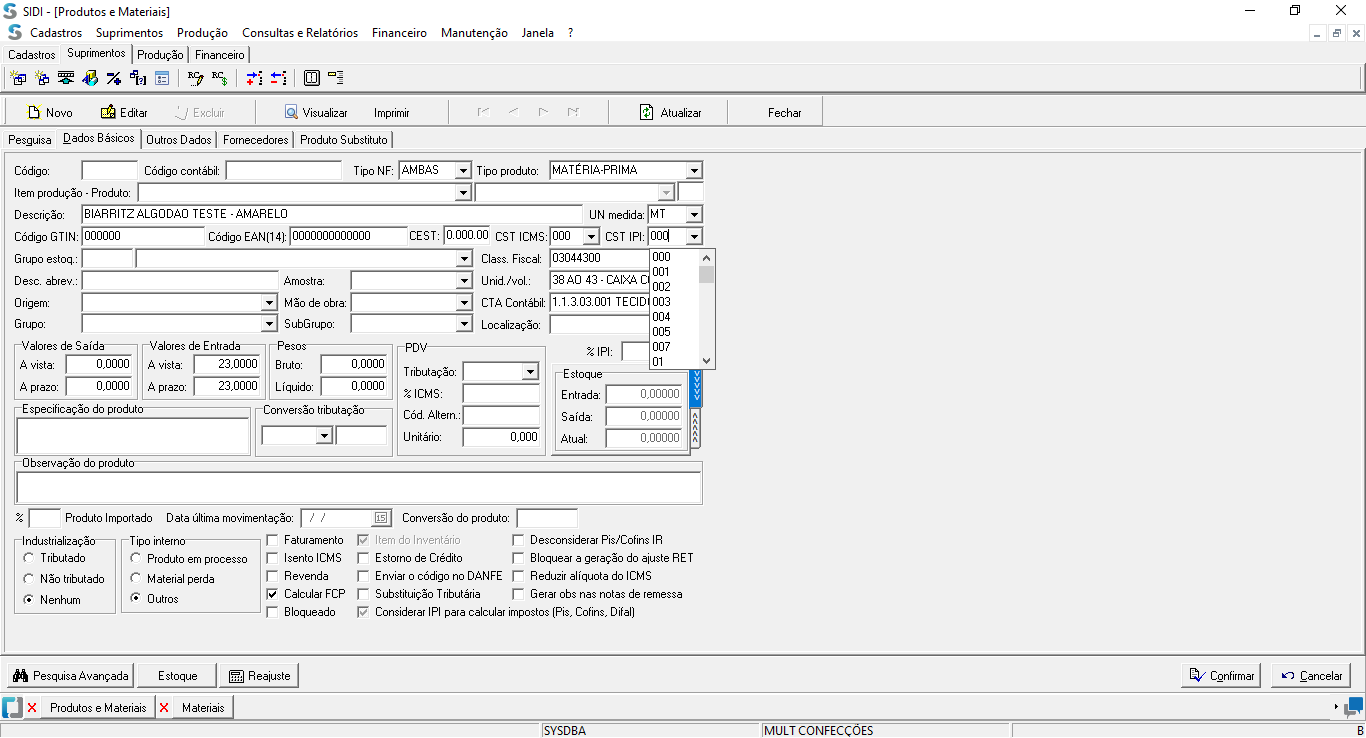 SIDI - [Produtos e Materiais]
Cadastros Suprimentos Produção Consultas e Relatórios Financeiro Manutenção Janela ?
Cadastros Suprimentos Produção Financeiro
Novo Editar Excluir Visualizar Imprimir Atualizar Fechar
Pesquisa Dados Básicos Outros Dados Fornecedores Produto Substituto
Código: Código contábil: Tipo NF: AMBAS Tipo produto: MATÉRIA-PRIMA
Item produção - Produto:
Descrição: BIARRITZ ALGODAO TESTE - AMARELO UN medida: MT
Código GTIN: 000000 Código EAN(14): 0000000000000 CEST: 0.000.00 CST ICMS: 000 CST IPI: 000
Grupo estoq.: Class. Fiscal: 03044300 000
001
Desc. abrev.: Amostra: Unid./vol.: 38 AO 43 - CAIXA 002
Origem: Mão de obra: CTA Contábil: 1.1.3.03.001 TECID 003
004
Grupo: SubGrupo: Localização: 005
007
01
Valores de Saída Valores de Entrada Pesos PDV % IPI:
A vista: 0,0000 A vista: 23,0000 Bruto: 0,0000 Tributação: Estoque
A prazo: 0,0000 A prazo: 23,0000 Líquido: 0,0000 % ICMS: Entrada: 0,00000
Especificação do produto Conversão tributação Cód. Altern.: Saída: 0,00000
Unitário: 0,000 Atual: 0,00000
Observação do produto
% Produto Importado Data última movimentação: / / 15 Conversão do produto:
Industrialização Tipo interno Faturamento Item do Inventário Desconsiderar Pis/Cofins IR
Tributado Produto em processo Isento ICMS Estorno de Crédito Bloquear a geração do ajuste RET
Não tributado Material perda Revenda Enviar o código no DANFE Reduzir alíquota do ICMS
Nenhum Outros Calcular FCP Substituição Tributária Gerar obs nas notas de remessa
Bloqueado Considerar IPI para calcular impostos (Pis, Cofins, Difal)
Pesquisa Avançada Estoque Reajuste Confirmar Cancelar
Produtos e Materiais Materiais
SYSDBA MULT CONFECÇÕES B